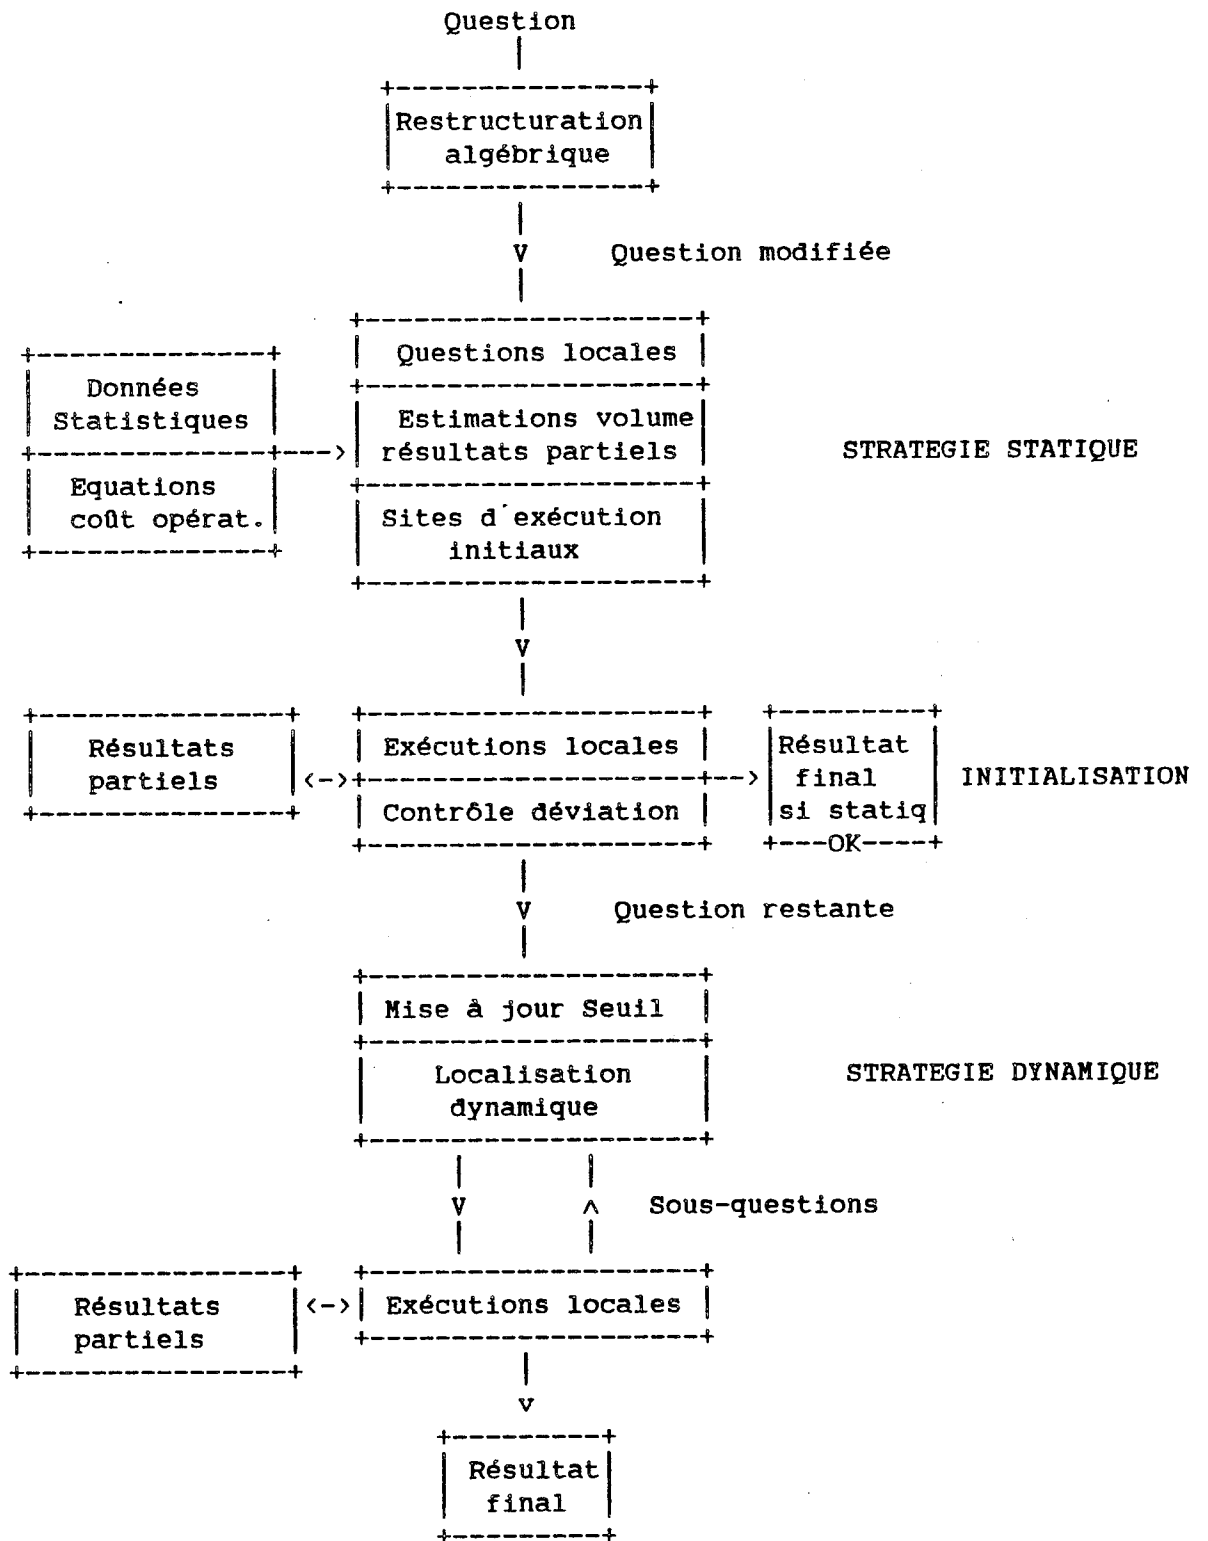 Question
Restructuration
algébrique
Question modifiée
Questions locales
Données
Statistiques
Estimations volume
résultats partiels
STRATEGIE STATIQUE
Equations
coût opérat.
Sites d'exécution
initiaux
Résultats
partiels
Exécutions locales
Contrôle déviation
Résultat
final
si statiq
OK
INITIALISATION
Question restante
Mise à jour Seuil
Localisation
dynamique
STRATEGIE DYNAMIQUE
Sous-questions
Résultats
partiels
Exécutions locales
Résultat
final